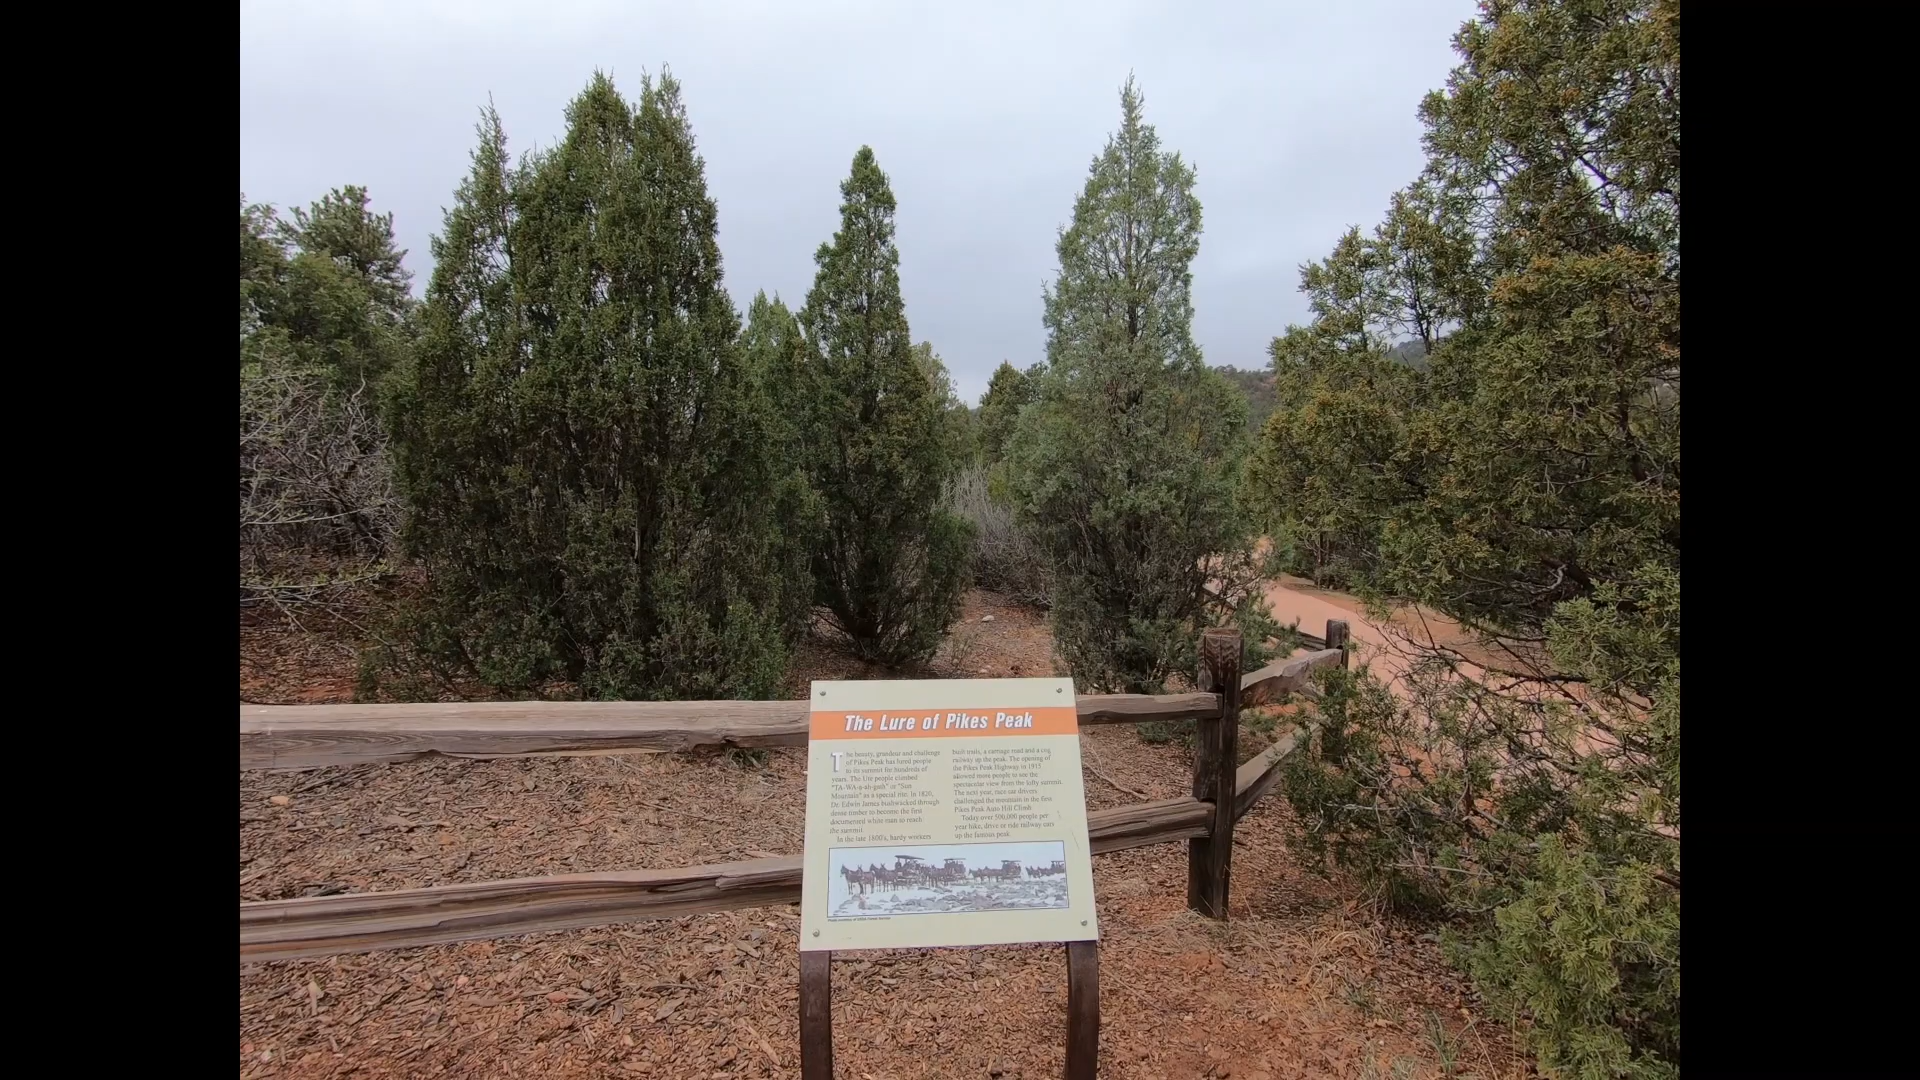 The Lure of Pikes Peak
The beauty, grandeur and challenge
of Pikes Peak has lured people
to its summit for hundreds of
years. The Ute people climbed
"TA-WA-a-ah-gath" or "Sun
Mountain" as a special rite. In 1820,
Dr. Edwin James bushwacked through
dense timber to become the first
documented white man to reach
the summit.
In the late 1800's, hardy workers
built trails, a carriage road and a cog
railway up the peak. The opening of
the Pikes Peak Highway in 1915
allowed more people to see the
spectacular view from the lofty summit.
The next year, race car drivers
challenged the mountain in the first
Pikes Peak Auto Hill Climb.
Today over 500,000 people per
year hike, drive or ride railway cars
up the famous peak.
Photo courtesy of USDA Forest Service